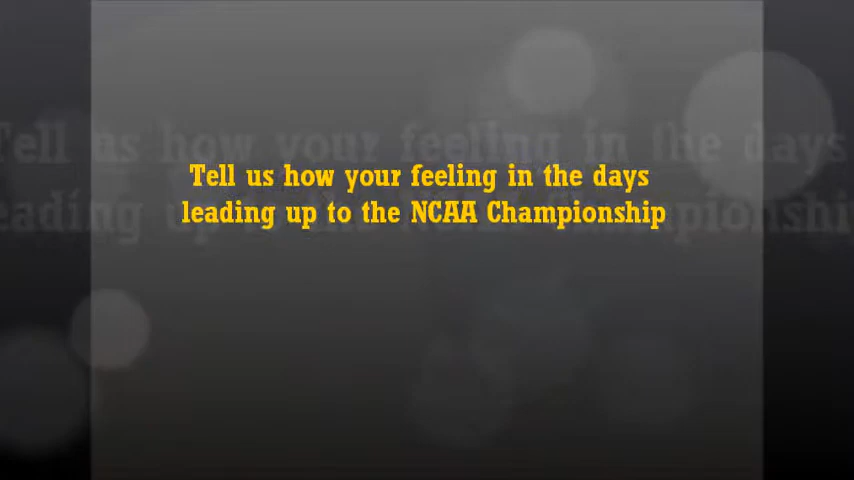 Tell us how your feeling in the days
leading up to the NCAA Championship